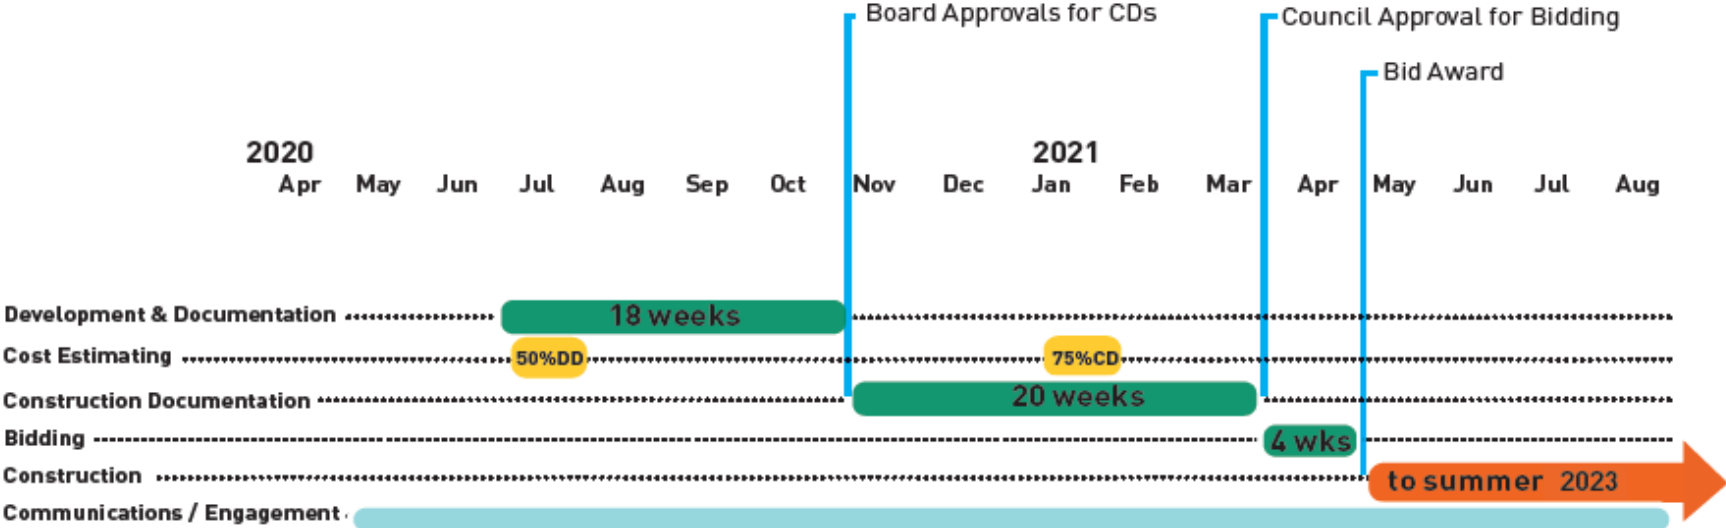 Board Approvals for CDs
Council Approval for Bidding
Bid Award
2020 2021
Apr May Jun Jul Aug Sep Oct Nov Dec Jan Feb Mar Apr May Jun Jul Aug
Development & Documentation 18 weeks
Cost Estimating 50%DD 75%CD
Construction Documentation 20 weeks
Bidding 4 wks
Construction to summer 2023
Communications / Engagement